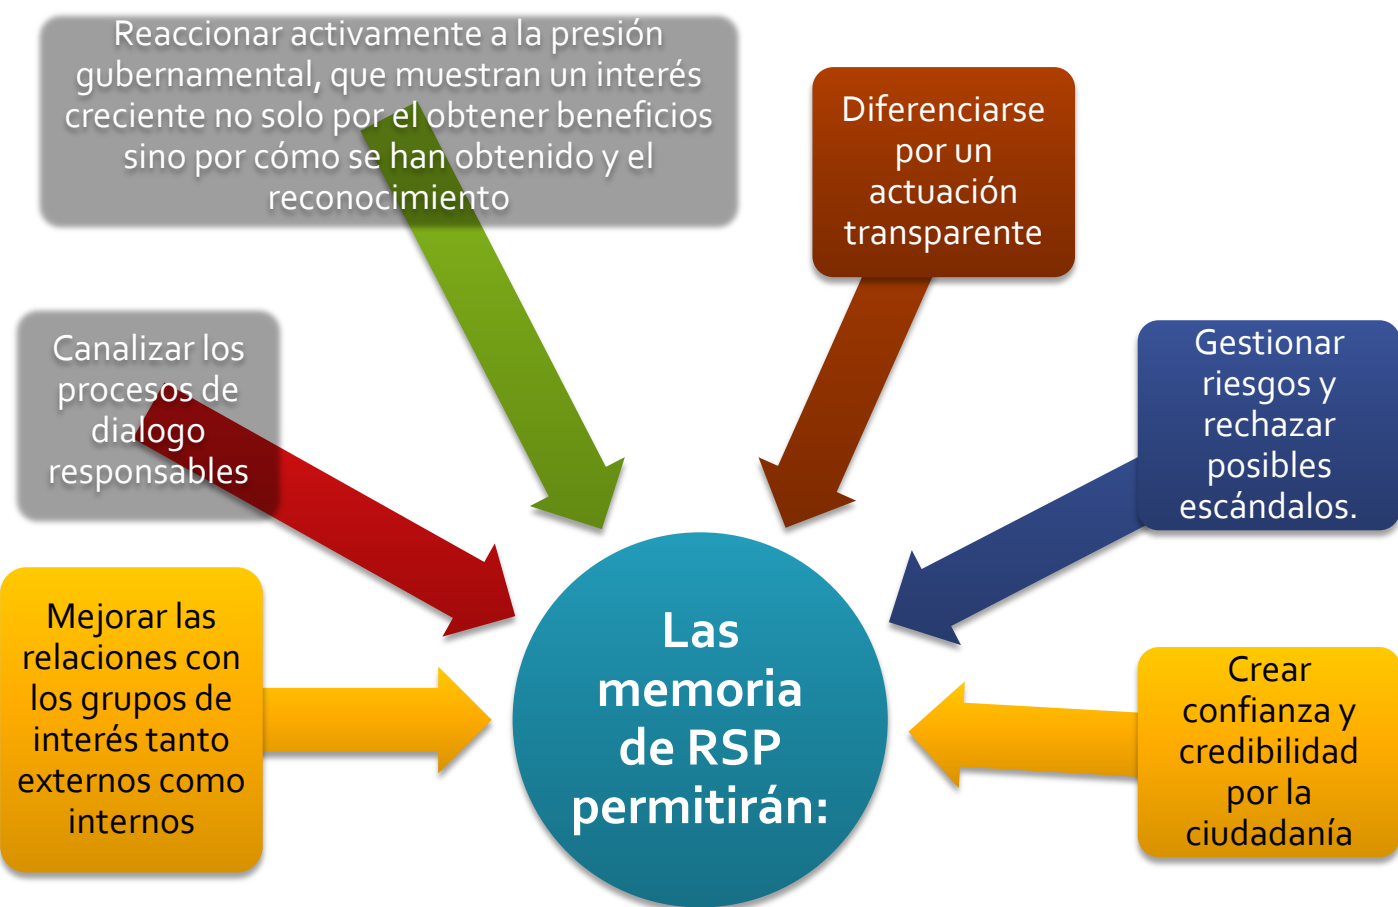 Reaccionar activamente a la presión
gubernamental, que muestran un interés
creciente no solo por el obtener beneficios
sino por cómo se han obtenido y el
reconocimiento
Diferenciarse
por un
actuación
transparente
Canalizar los
procesos de
dialogo
responsables
Gestionar
riesgos y
rechazar
posibles
escándalos.
Mejorar las
relaciones con
los grupos de
interés tanto
externos como
internos
Las
memoria
de RSP
permitirán:
Crear
confianza y
credibilidad
por la
ciudadanía